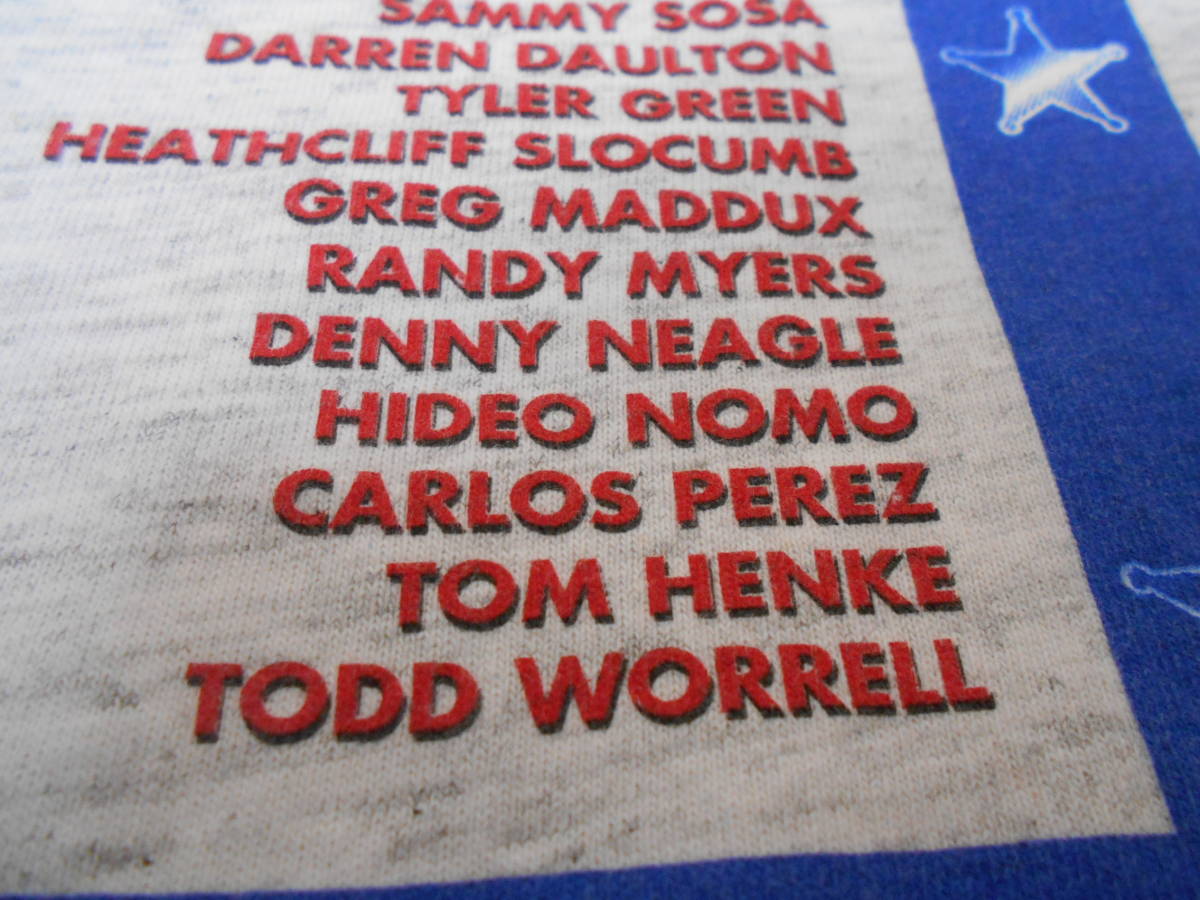 SAMMY SOSA
DARREN DAULTON
TYLER GREEN
HEATHCLIFF SLOCUMB
GREG MADDUX
RANDY MYERS
DENNY NEAGLE
HIDEO NOMO
CARLOS PEREZ
TOM HENKE
TODD WORRELL